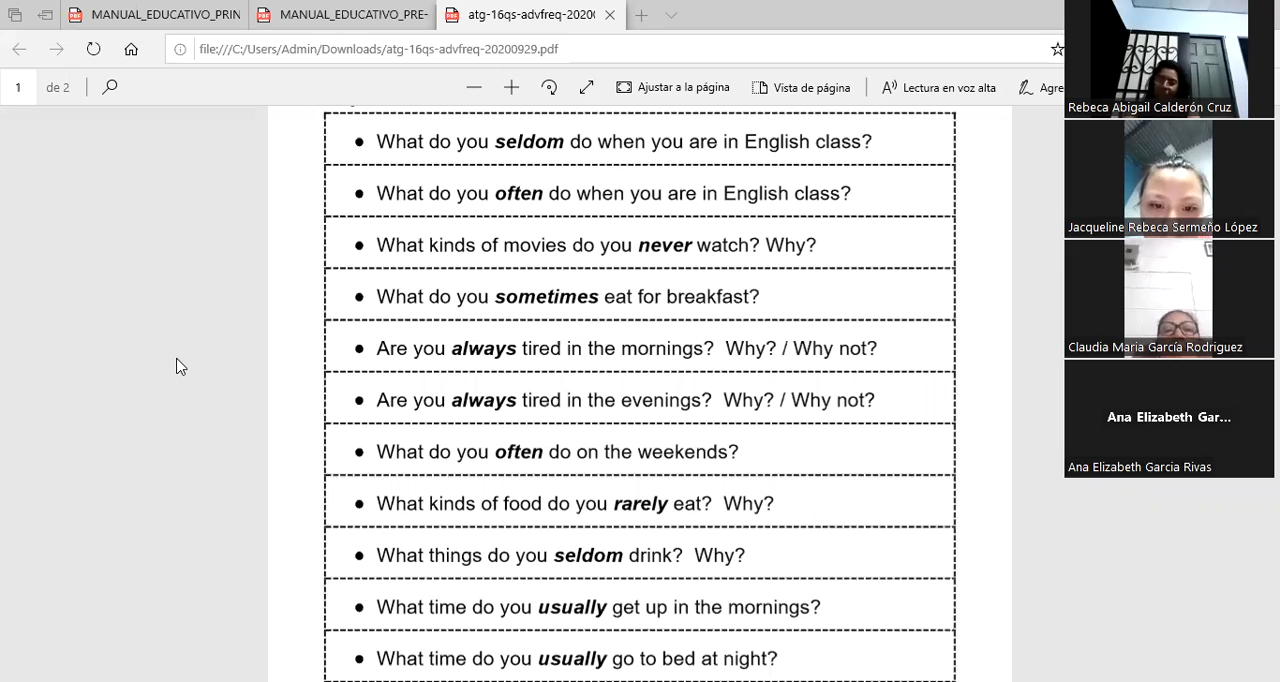 MANUAL_EDUCATIVO_PRIN
MANUAL_EDUCATIVO_PRE-
atg-16qs-advfreq-20200
file:///C:/Users/Admin/Downloads/atg-16qs-advfreq-20200929.pdf
1 de 2
Ajustar a la página
Vista de página
Lectura en voz alta
Agre
• What do you seldom do when you are in English class?
• What do you often do when you are in English class?
• What kinds of movies do you never watch? Why?
• What do you sometimes eat for breakfast?
• Are you always tired in the mornings? Why? / Why not?
• Are you always tired in the evenings? Why? / Why not?
• What do you often do on the weekends?
• What kinds of food do you rarely eat? Why?
• What things do you seldom drink? Why?
• What time do you usually get up in the mornings?
• What time do you usually go to bed at night?
Rebeca Abigail Calderón Cruz
Jacqueline Rebeca Sermeño López
Claudia Maria García Rodriguez
Ana Elizabeth Gar...
Ana Elizabeth Garcia Rivas